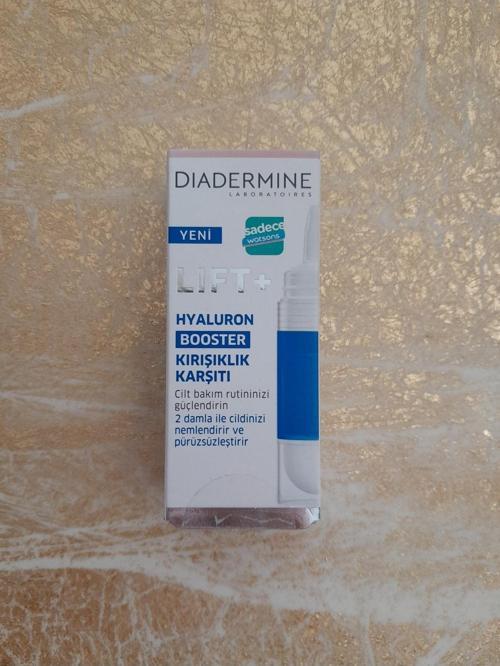 DIADERMINE
LABORATOIRES
YENİ
sadece
watsons
LIFT+
HYALURON
BOOSTER
KIRIŞIKLIK
KARŞITI
Cilt bakım rutininizi
güçlendirin
2 damla ile cildinizi
nemlendirir ve
pürüzsüzleştirir